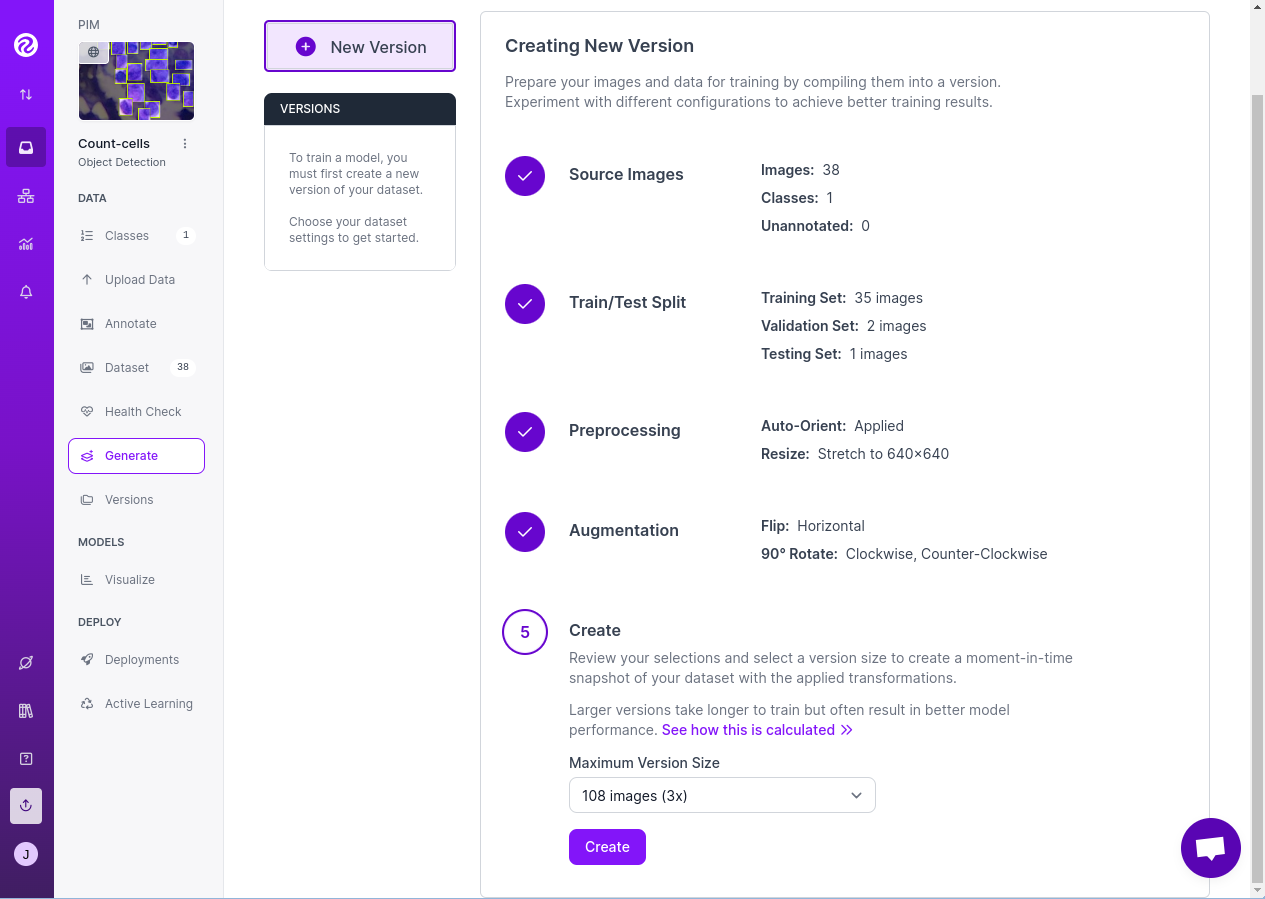 PIM
Count-cells
Object Detection
DATA
Classes 1
Upload Data
Annotate
Dataset 38
Health Check
Generate
Versions
MODELS
Visualize
DEPLOY
Deployments
Active Learning
J
New Version
VERSIONS
To train a model, you
must first create a new
version of your dataset.
Choose your dataset
settings to get started.
Creating New Version
Prepare your images and data for training by compiling them into a version.
Experiment with different configurations to achieve better training results.
Source Images
Images: 38
Classes: 1
Unannotated: 0
Train/Test Split
Training Set: 35 images
Validation Set: 2 images
Testing Set: 1 images
Preprocessing
Auto-Orient: Applied
Resize: Stretch to 640×640
Augmentation
Flip: Horizontal
90° Rotate: Clockwise, Counter-Clockwise
5 Create
Review your selections and select a version size to create a moment-in-time
snapshot of your dataset with the applied transformations.
Larger versions take longer to train but often result in better model
performance. See how this is calculated
Maximum Version Size
108 images (3x)
Create